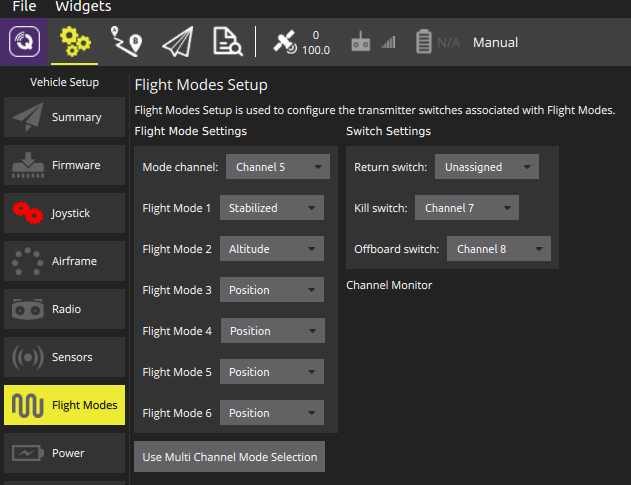 File Widgets
0
100.0
N/A
Manual
Vehicle Setup
Summary
Firmware
Joystick
Airframe
Radio
Sensors
Flight Modes
Power
Flight Modes Setup
Flight Modes Setup is used to configure the transmitter switches associated with Flight Modes.
Flight Mode Settings
Mode channel: Channel 5
Flight Mode 1 Stabilized
Flight Mode 2 Altitude
Flight Mode 3 Position
Flight Mode 4 Position
Flight Mode 5 Position
Flight Mode 6 Position
Use Multi Channel Mode Selection
Switch Settings
Return switch: Unassigned
Kill switch: Channel 7
Offboard switch: Channel 8
Channel Monitor